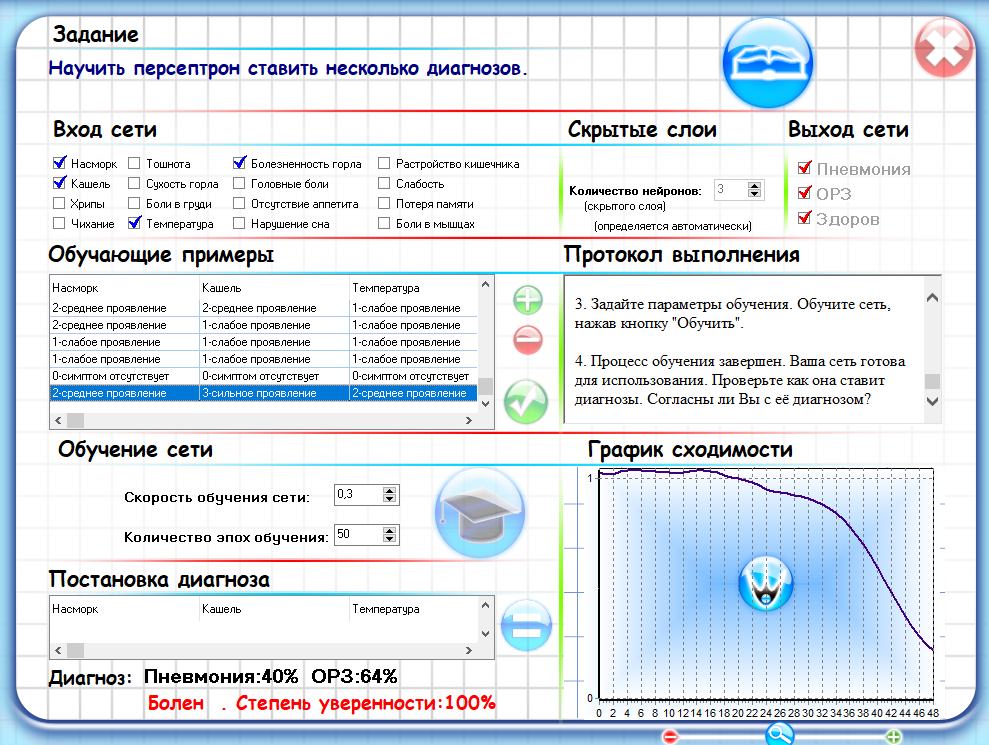 Задание
Научить персептрон ставить несколько диагнозов.
Вход сети
Скрытые слои
Выход сети
Насморк
Тошнота
Болезненность горла
Растройство кишечника
Кашель
Сухость горла
Головные боли
Слабость
Хрипы
Боли в груди
Отсутствие аппетита
Потеря памяти
Чихание
Температура
Нарушение сна
Боли в мышцах
Количество нейронов: 3
(скрытого слоя)
(определяется автоматически)
Пневмония
ОРЗ
Здоров
Обучающие примеры
Насморк Кашель Температура
2-среднее проявление 2-среднее проявление 1-слабое проявление
2-среднее проявление 1-слабое проявление 1-слабое проявление
1-слабое проявление 1-слабое проявление 1-слабое проявление
1-слабое проявление 1-слабое проявление 1-слабое проявление
0-симптом отсутствует 0-симптом отсутствует 0-симптом отсутствует
2-среднее проявление 3-сильное проявление 2-среднее проявление
Протокол выполнения
3. Задайте параметры обучения. Обучите сеть,
нажав кнопку "Обучить".
4. Процесс обучения завершен. Ваша сеть готова
для использования. Проверьте как она ставит
диагнозы. Согласны ли Вы с её диагнозом?
Обучение сети
Скорость обучения сети: 0,3
Количество эпох обучения: 50
График сходимости
1
0
0 2 4 6 8 10 12 14 16 18 20 22 24 26 28 30 32 34 36 38 40 42 44 46 48
Постановка диагноза
Насморк Кашель Температура
Диагноз: Пневмония:40% ОРЗ:64%
Болен . Степень уверенности:100%